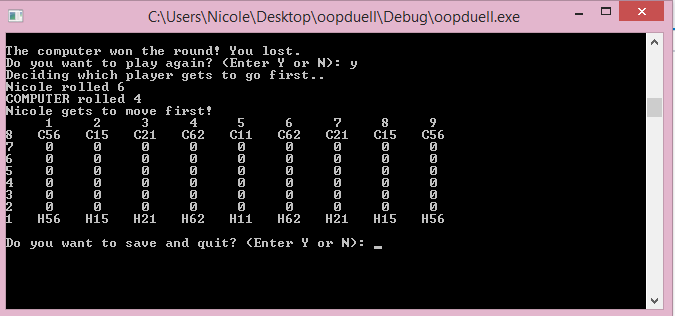 C:\Users\Nicole\Desktop\oopduell\Debug\oopduell.exe
The computer won the round! You lost.
Do you want to play again? (Enter Y or N): y
Deciding which player gets to go first..
Nicole rolled 6
COMPUTER rolled 4
Nicole gets to move first!
1 2 3 4 5 6 7 8 9
8 C56 C15 C21 C62 C11 C62 C21 C15 C56
7 0 0 0 0 0 0 0 0 0
6 0 0 0 0 0 0 0 0 0
5 0 0 0 0 0 0 0 0 0
4 0 0 0 0 0 0 0 0 0
3 0 0 0 0 0 0 0 0 0
2 0 0 0 0 0 0 0 0 0
1 H56 H15 H21 H62 H11 H62 H21 H15 H56
Do you want to save and quit? (Enter Y or N): _